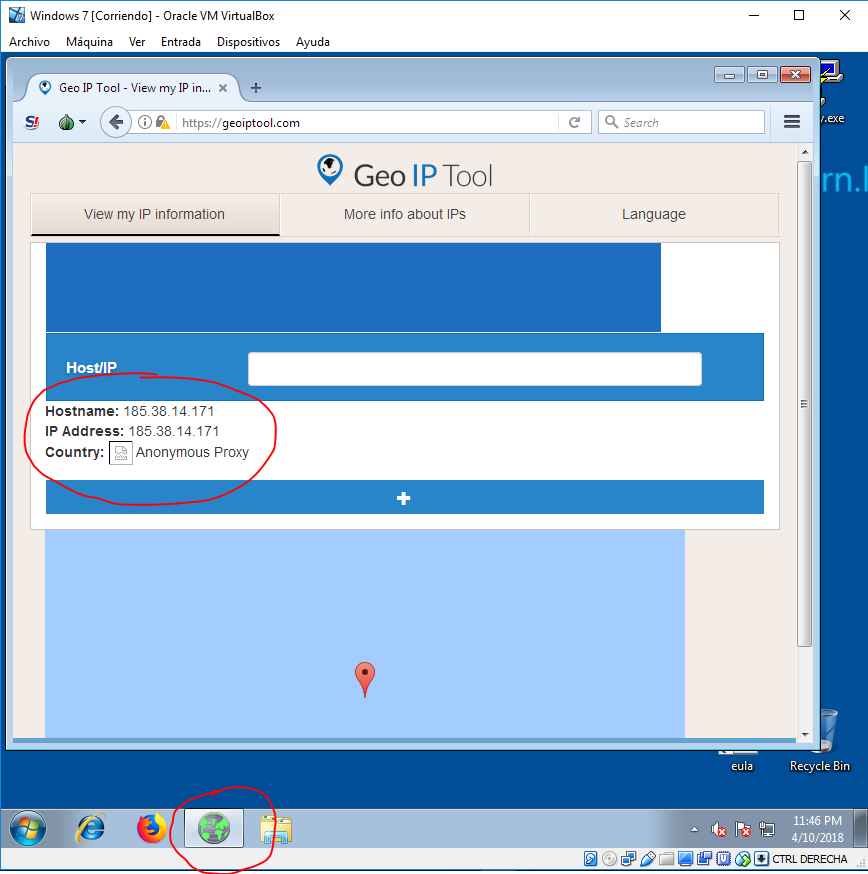 Windows 7 [Corriendo] - Oracle VM VirtualBox
Archivo Máquina Ver Entrada Dispositivos Ayuda
Geo IP Tool - View my IP in...
https://geoiptool.com
Search
y.exe
rn.
Geo IP Tool
View my IP information More info about IPs Language
Host/IP
Hostname: 185.38.14.171
IP Address: 185.38.14.171
Country: Anonymous Proxy
eula
Recycle Bin
11:46 PM
4/10/2018
CTRL DERECHA